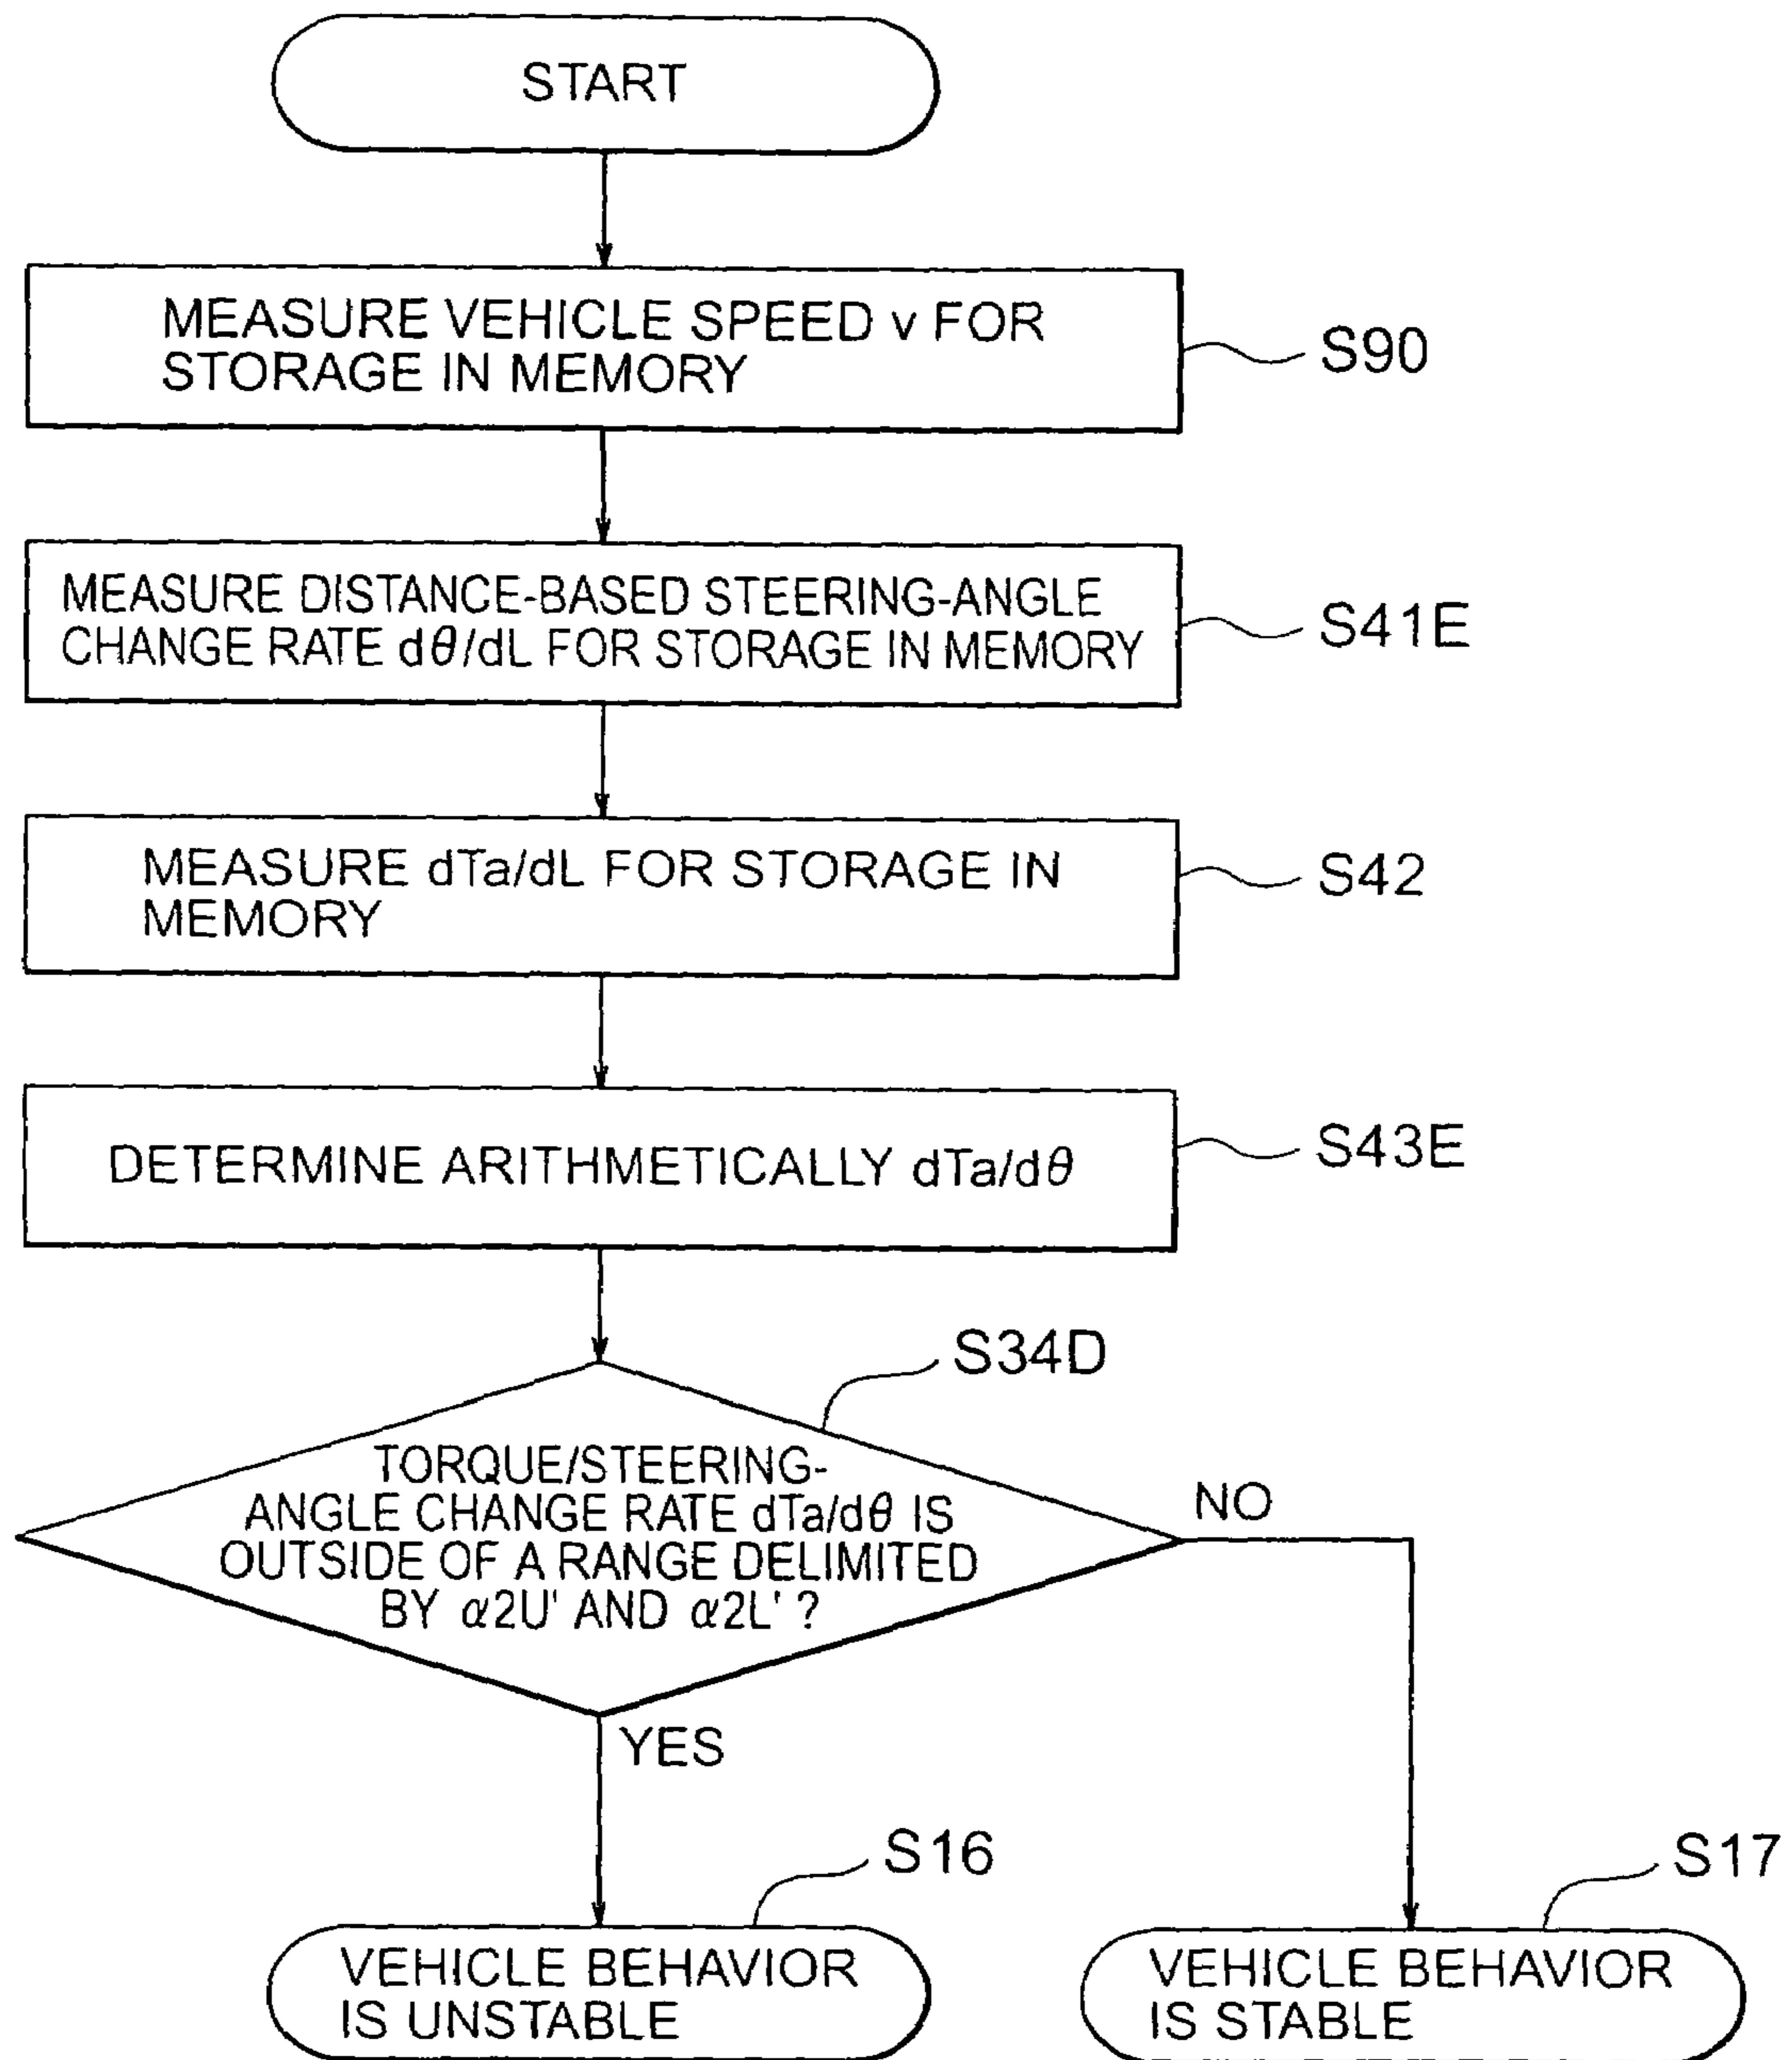 START
MEASURE VEHICLE SPEED v FOR
STORAGE IN MEMORY
S90
MEASURE DISTANCE-BASED STEERING-ANGLE
CHANGE RATE dθ/dL FOR STORAGE IN MEMORY
S41E
MEASURE dTa/dL FOR STORAGE IN
MEMORY
S42
DETERMINE ARITHMETICALLY dTa/dθ
S43E
S34D
TORQUE/STEERING-
ANGLE CHANGE RATE dTa/dθ IS
OUTSIDE OF A RANGE DELIMITED
BY α2U' AND α2L' ?
NO
YES
S16
S17
VEHICLE BEHAVIOR
IS UNSTABLE
VEHICLE BEHAVIOR
IS STABLE